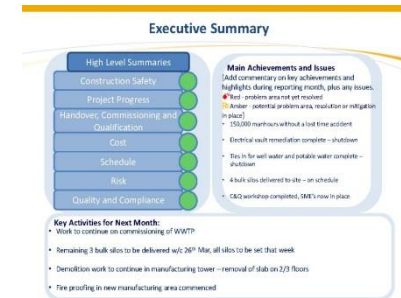 Executive Summary
High Level Summaries
Construction Safety
Project Progress
Handover, Commissioning and
Qualification
Cost
Schedule
Risk
Quality and Compliance
Main Achievements and Issues
[Add commentary on key achievements and
highlights during reporting month, plus any issues.
Red - problem area not yet resolved
Amber - potential problem area, resolution or mitigation
in place]
• 150,000 manhours without a lost time accident
• Electrical vault remediation complete – shutdown
• Ties in for well water and potable water complete –
shutdown
• 4 bulk silos delivered to site – on schedule
• C&Q workshop completed, SME's now in place
Key Activities for Next Month:
• Work to continue on commissioning of WWTP
• Remaining 3 bulk silos to be delivered w/c 26th Mar, all silos to be set that week
• Demolition work to continue in manufacturing tower – removal of slab on 2/3 floors
• Fire proofing in new manufacturing area commenced